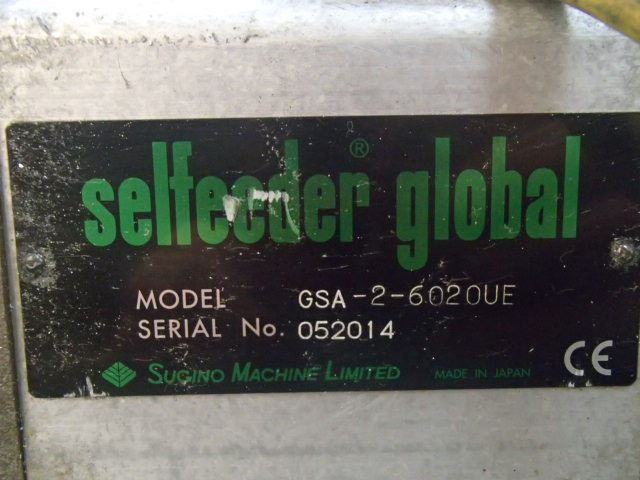 selfeeder® global
MODEL GSA-2-6020UE
SERIAL No. 052014
SUGINO MACHINE LIMITED MADE IN JAPAN CE